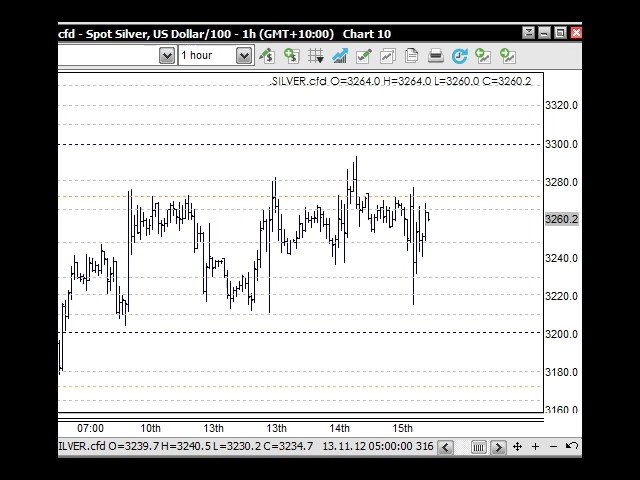 cfd - Spot Silver, US Dollar/100 - 1h (GMT+10:00) Chart 10
1 hour
.SILVER.cfd O=3264.0 H=3264.0 L=3260.0 C=3260.2
3320.0
3300.0
3280.0
3260.2
3240.0
3220.0
3200.0
3180.0
3160.0
07:00 10th 13th 13th 14th 15th
ILVER.cfd O=3239.7 H=3240.5 L=3230.2 C=3234.7 13.11.12 05:00:00 316